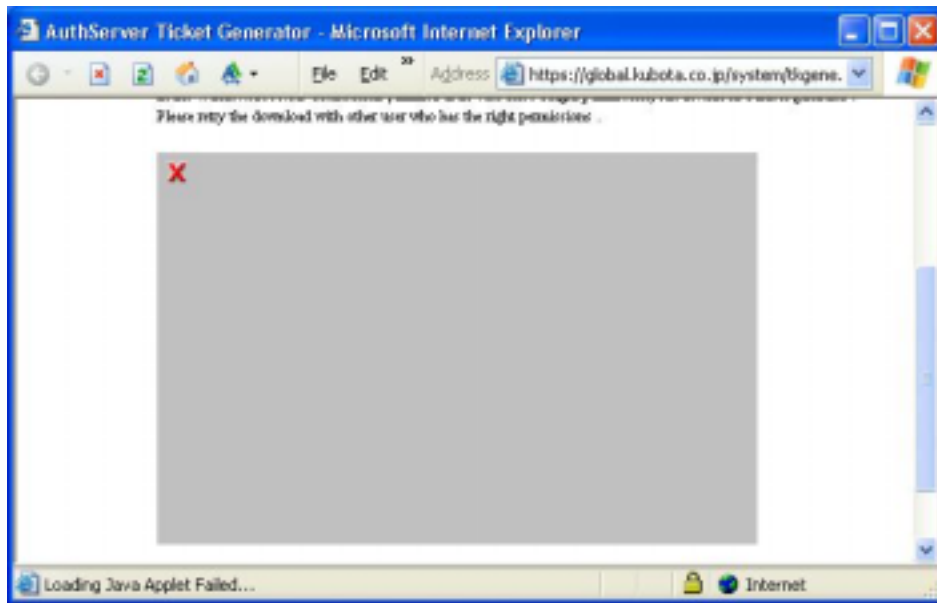 AuthServer Ticket Generator - Microsoft Internet Explorer
File Edit » Address https://global.kubota.co.jp/system/tkgene.
Please retry the download with other user who has the right permissions .
Loading Java Applet Failed... Internet